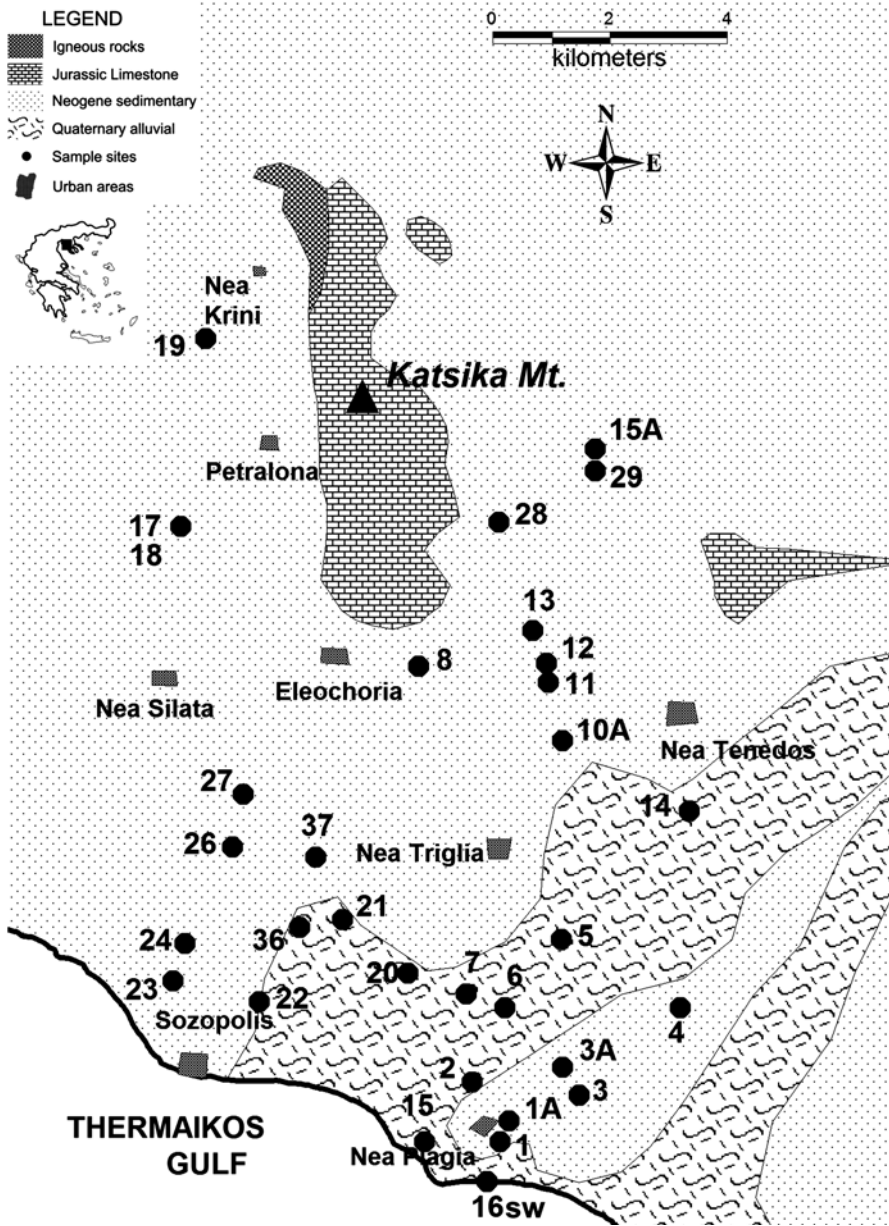 LEGEND
Igneous rocks
Jurassic Limestone
Neogene sedimentary
Quaternary alluvial
Sample sites
Urban areas
0 2 4
kilometers
N
W E
S
Nea
Krini
19
Katsika Mt.
15A
29
Petralona
28
17
18
13
12
11
8
Eleochoria
Nea Silata
10A
Nea Tenedos
27
14
26
37
Nea Triglia
21
36
24
5
20
7
6
23
22
Sozopolis
4
3A
2
3
1A
15
1
Nea Plagia
THERMAIKOS
GULF
16sw